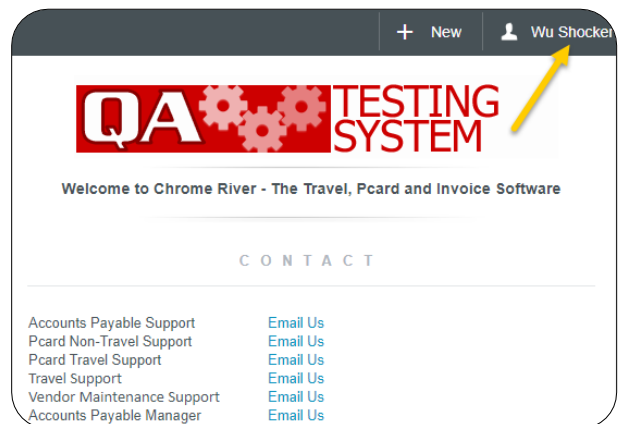 + New Wu Shocker
QA TESTING SYSTEM
Welcome to Chrome River - The Travel, Pcard and Invoice Software
CONTACT
Accounts Payable Support Email Us
Pcard Non-Travel Support Email Us
Pcard Travel Support Email Us
Travel Support Email Us
Vendor Maintenance Support Email Us
Accounts Payable Manager Email Us